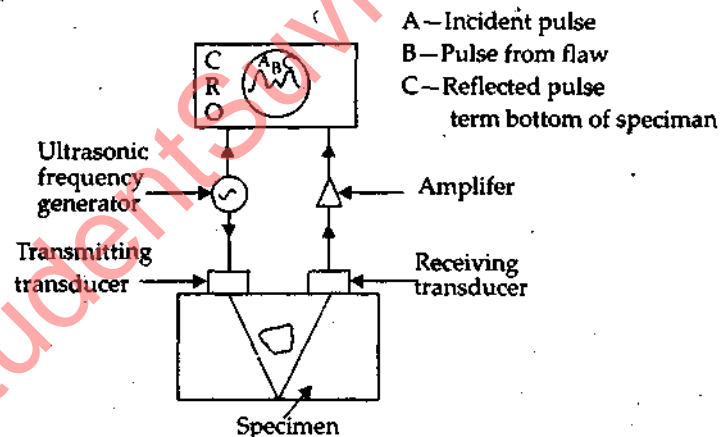 A—Incident pulse
B—Pulse from flaw
C—Reflected pulse
term bottom of speciman
C
R
O
A B C
Ultrasonic
frequency
generator
Amplifer
Transmitting
transducer
Receiving
transducer
Specimen
StudentSuvi